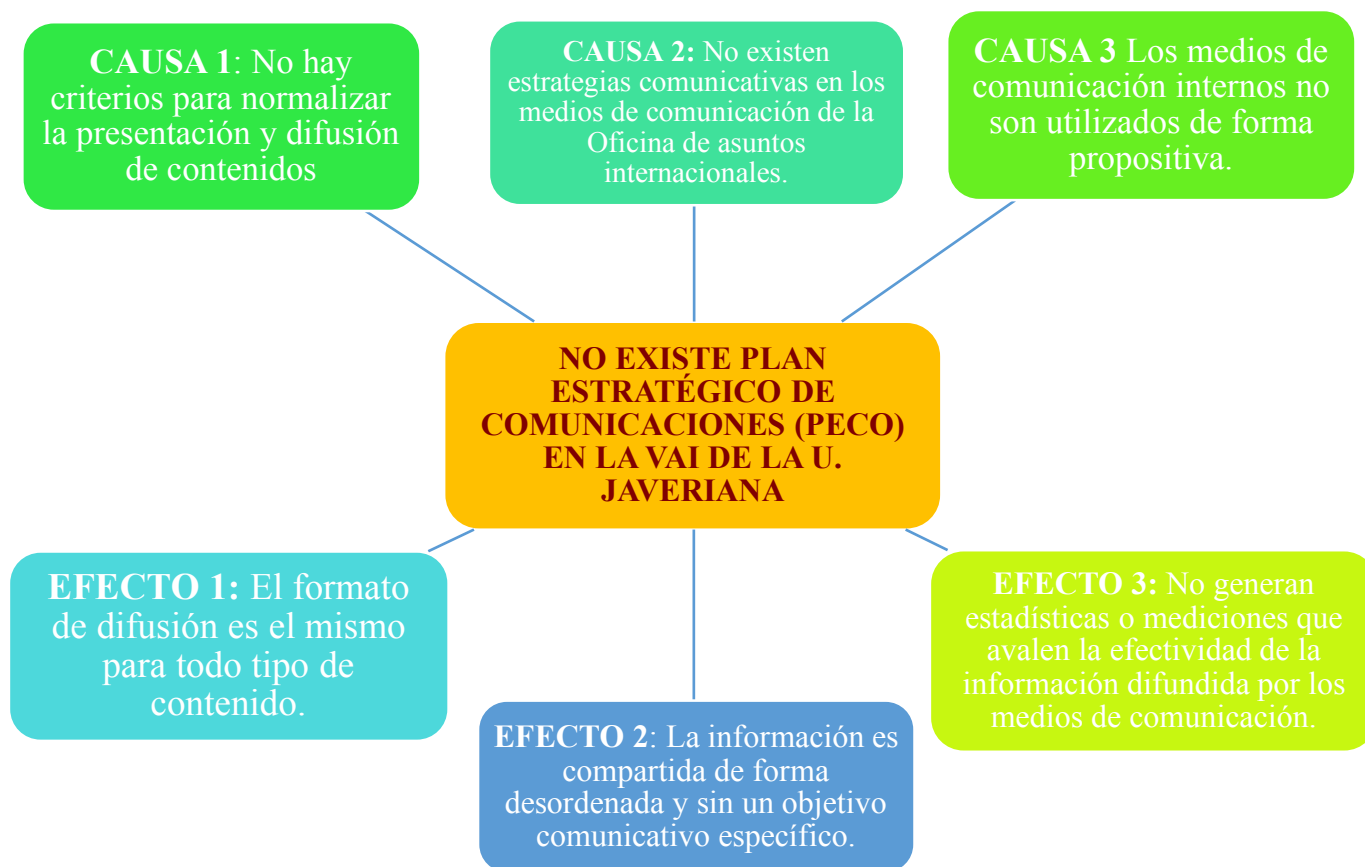 CAUSA 1: No hay
criterios para normalizar
la presentación y difusión
de contenidos
CAUSA 2: No existen
estrategias comunicativas en los
medios de comunicación de la
Oficina de asuntos
internacionales.
CAUSA 3 Los medios de
comunicación internos no
son utilizados de forma
propositiva.
NO EXISTE PLAN
ESTRATÉGICO DE
COMUNICACIONES (PECO)
EN LA VAI DE LA U.
JAVERIANA
EFECTO 1: El formato
de difusión es el mismo
para todo tipo de
contenido.
EFECTO 2: La información es
compartida de forma
desordenada y sin un objetivo
comunicativo específico.
EFECTO 3: No generan
estadísticas o mediciones que
avalen la efectividad de la
información difundida por los
medios de comunicación.